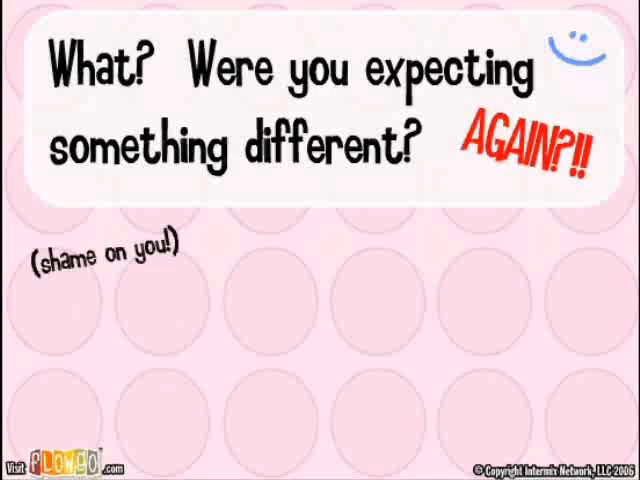 What? Were you expecting
something different? AGAIN?!!
(shame on you!)
Visit FLOWGO .com
© Copyright Intermix Network, LLC 2006